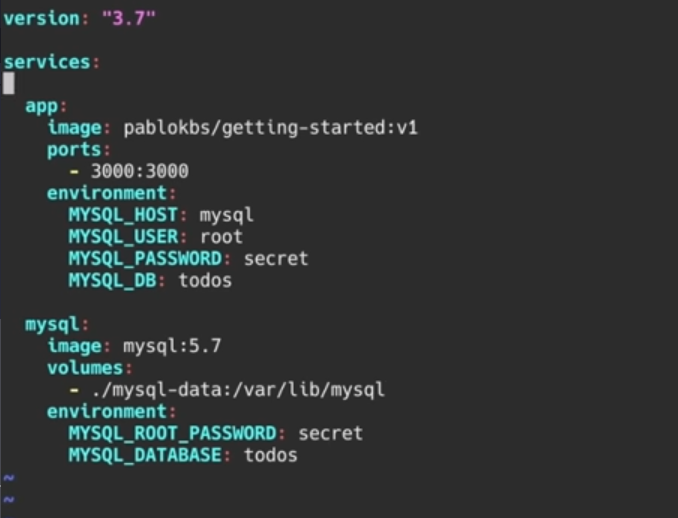 version: "3.7"
services:
  app:
    image: pablokbs/getting-started:v1
    ports:
      - 3000:3000
    environment:
      MYSQL_HOST: mysql
      MYSQL_USER: root
      MYSQL_PASSWORD: secret
      MYSQL_DB: todos
  mysql:
    image: mysql:5.7
    volumes:
      - ./mysql-data:/var/lib/mysql
    environment:
      MYSQL_ROOT_PASSWORD: secret
      MYSQL_DATABASE: todos
~
~